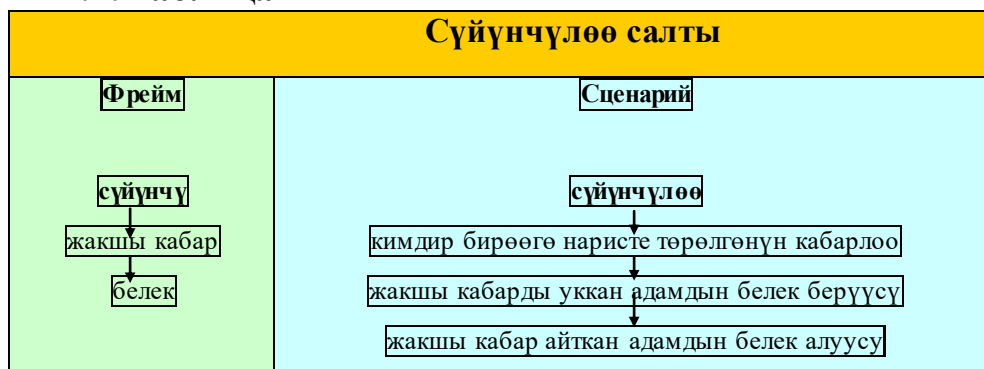 Сүйүнчүлөө салты
Фрейм
сүйүнчү
жакшы кабар
белек
Сценарий
сүйүнчүлөө
кимдир бирөөгө наристе төрөлгөнүн кабарлоо
жакшы кабарды уккан адамдын белек берүүсү
жакшы кабар айткан адамдын белек алуусу